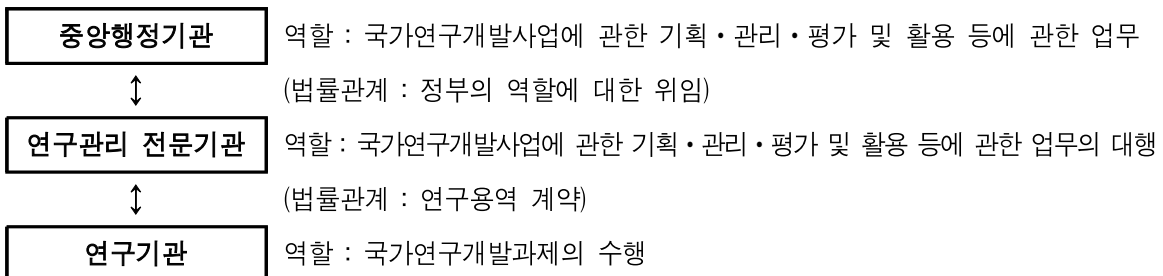 중앙행정기관 역할 : 국가연구개발사업에 관한 기획·관리·평가 및 활용 등에 관한 업무
↕ (법률관계 : 정부의 역할에 대한 위임)
연구관리 전문기관 역할 : 국가연구개발사업에 관한 기획·관리·평가 및 활용 등에 관한 업무의 대행
↕ (법률관계 : 연구용역 계약)
연구기관 역할 : 국가연구개발과제의 수행